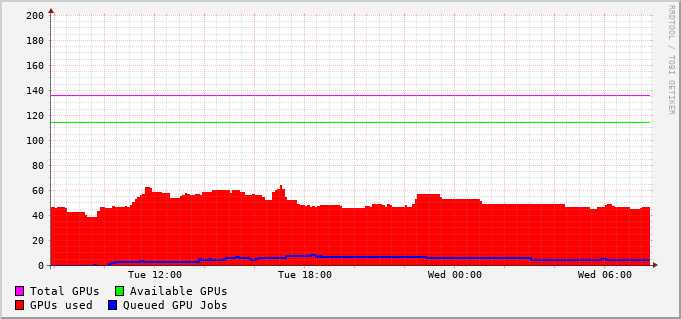 200
180
160
140
120
100
80
60
40
20
0
Tue 12:00 Tue 18:00 Wed 00:00 Wed 06:00
Total GPUs Available GPUs
GPUs used Queued GPU Jobs
RRDTOOL / TOBI OETIKER